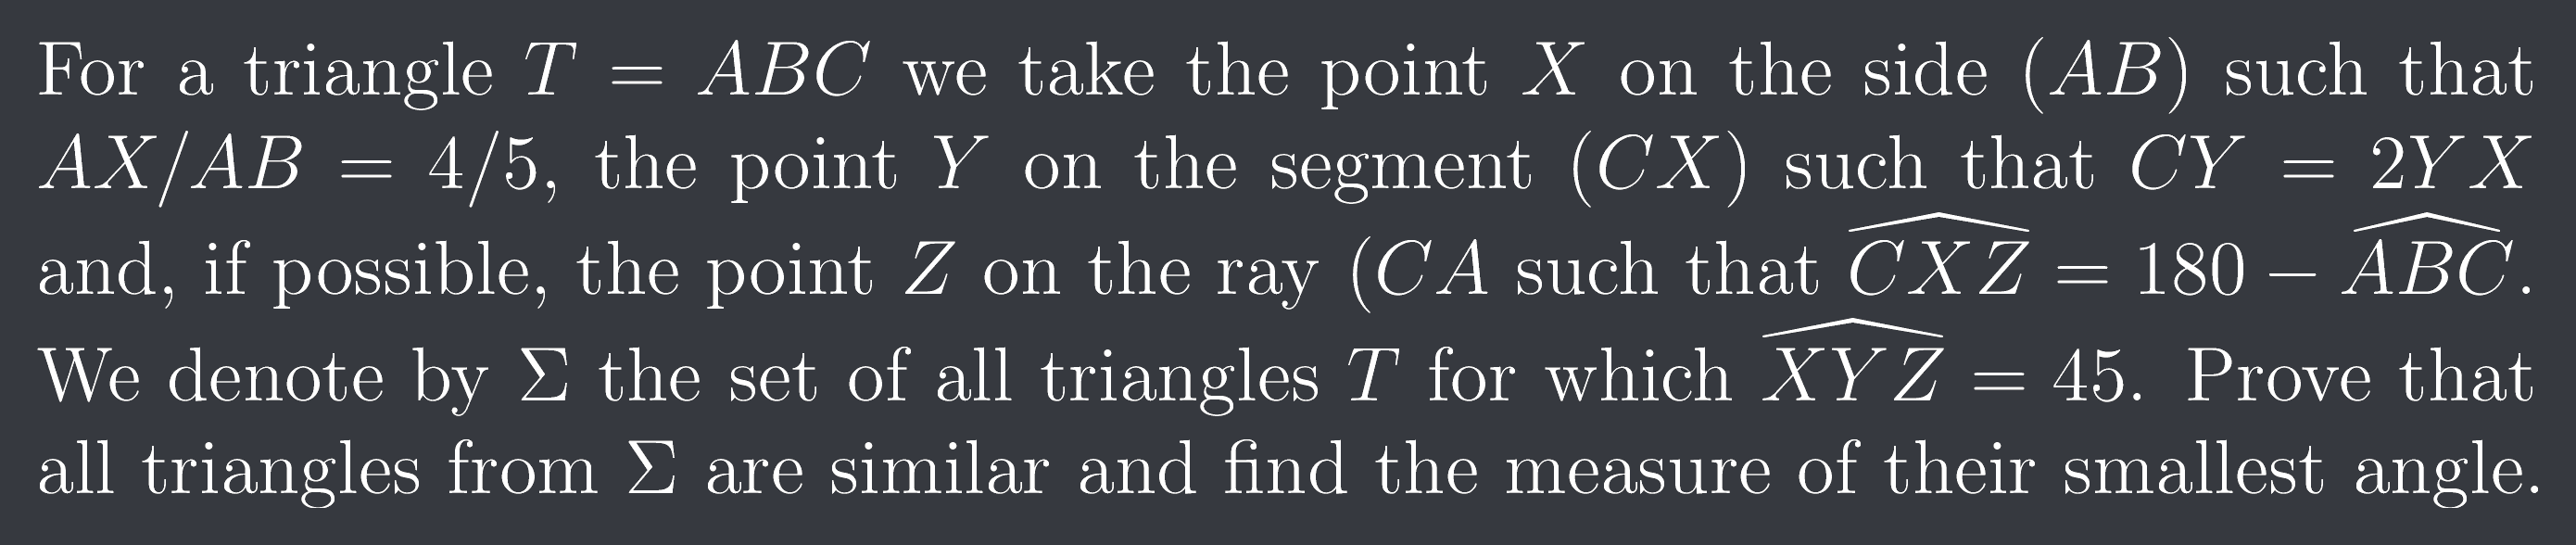 For a triangle T = ABC we take the point X on the side (AB) such that
AX/AB = 4/5, the point Y on the segment (CX) such that CY = 2YX
and, if possible, the point Z on the ray (CA such that \widehat{CXZ} = 180 − \widehat{ABC}.
We denote by Σ the set of all triangles T for which \widehat{XYZ} = 45. Prove that
all triangles from Σ are similar and find the measure of their smallest angle.